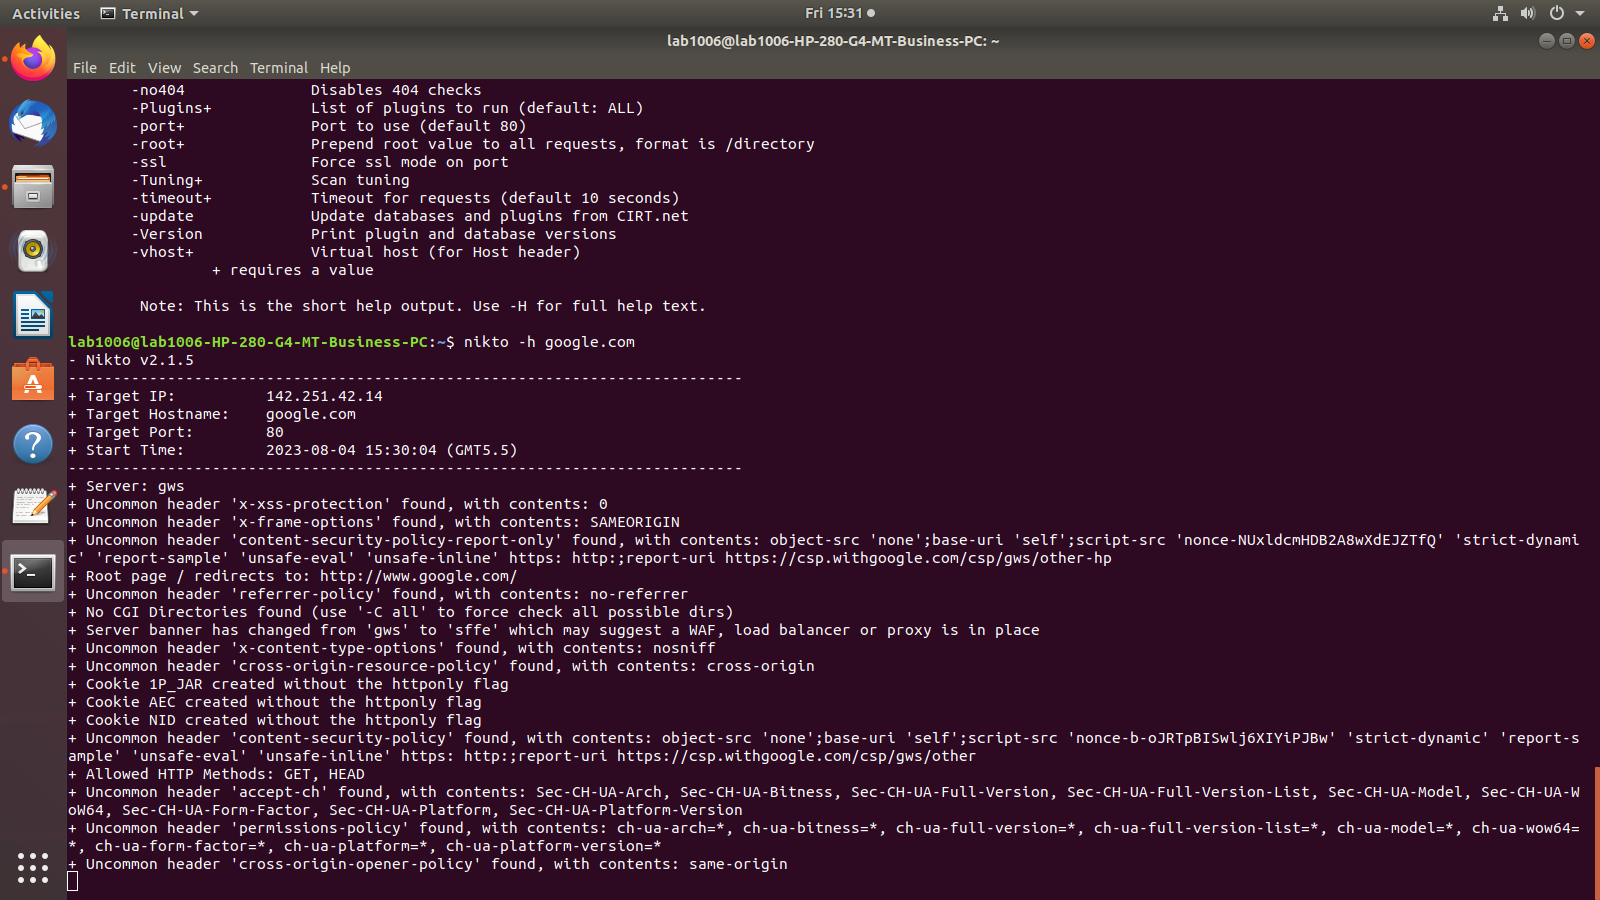 Activities Terminal Fri 15:31
lab1006@lab1006-HP-280-G4-MT-Business-PC: ~
File Edit View Search Terminal Help
-no404 Disables 404 checks
-Plugins+ List of plugins to run (default: ALL)
-port+ Port to use (default 80)
-root+ Prepend root value to all requests, format is /directory
-ssl Force ssl mode on port
-Tuning+ Scan tuning
-timeout+ Timeout for requests (default 10 seconds)
-update Update databases and plugins from CIRT.net
-Version Print plugin and database versions
-vhost+ Virtual host (for Host header)
+ requires a value
Note: This is the short help output. Use -H for full help text.
lab1006@lab1006-HP-280-G4-MT-Business-PC:~$ nikto -h google.com
- Nikto v2.1.5
---------------------------------------------------------------------------
+ Target IP: 142.251.42.14
+ Target Hostname: google.com
+ Target Port: 80
+ Start Time: 2023-08-04 15:30:04 (GMT5.5)
---------------------------------------------------------------------------
+ Server: gws
+ Uncommon header 'x-xss-protection' found, with contents: 0
+ Uncommon header 'x-frame-options' found, with contents: SAMEORIGIN
+ Uncommon header 'content-security-policy-report-only' found, with contents: object-src 'none';base-uri 'self';script-src 'nonce-NUxldcmHDB2A8wXdEJZTfQ' 'strict-dynami
c' 'report-sample' 'unsafe-eval' 'unsafe-inline' https: http:;report-uri https://csp.withgoogle.com/csp/gws/other-hp
+ Root page / redirects to: http://www.google.com/
+ Uncommon header 'referrer-policy' found, with contents: no-referrer
+ No CGI Directories found (use '-C all' to force check all possible dirs)
+ Server banner has changed from 'gws' to 'sffe' which may suggest a WAF, load balancer or proxy is in place
+ Uncommon header 'x-content-type-options' found, with contents: nosniff
+ Uncommon header 'cross-origin-resource-policy' found, with contents: cross-origin
+ Cookie 1P_JAR created without the httponly flag
+ Cookie AEC created without the httponly flag
+ Cookie NID created without the httponly flag
+ Uncommon header 'content-security-policy' found, with contents: object-src 'none';base-uri 'self';script-src 'nonce-b-oJRTpBISwlj6XIYiPJBw' 'strict-dynamic' 'report-s
ample' 'unsafe-eval' 'unsafe-inline' https: http:;report-uri https://csp.withgoogle.com/csp/gws/other
+ Allowed HTTP Methods: GET, HEAD
+ Uncommon header 'accept-ch' found, with contents: Sec-CH-UA-Arch, Sec-CH-UA-Bitness, Sec-CH-UA-Full-Version, Sec-CH-UA-Full-Version-List, Sec-CH-UA-Model, Sec-CH-UA-W
oW64, Sec-CH-UA-Form-Factor, Sec-CH-UA-Platform, Sec-CH-UA-Platform-Version
+ Uncommon header 'permissions-policy' found, with contents: ch-ua-arch=*, ch-ua-bitness=*, ch-ua-full-version=*, ch-ua-full-version-list=*, ch-ua-model=*, ch-ua-wow64=
*, ch-ua-form-factor=*, ch-ua-platform=*, ch-ua-platform-version=*
+ Uncommon header 'cross-origin-opener-policy' found, with contents: same-origin